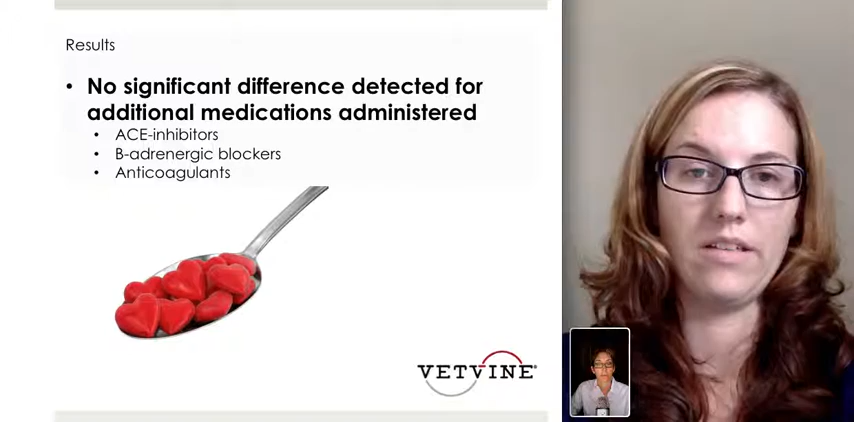 Results
• No significant difference detected for
additional medications administered
• ACE-inhibitors
• B-adrenergic blockers
• Anticoagulants
VETVINE®